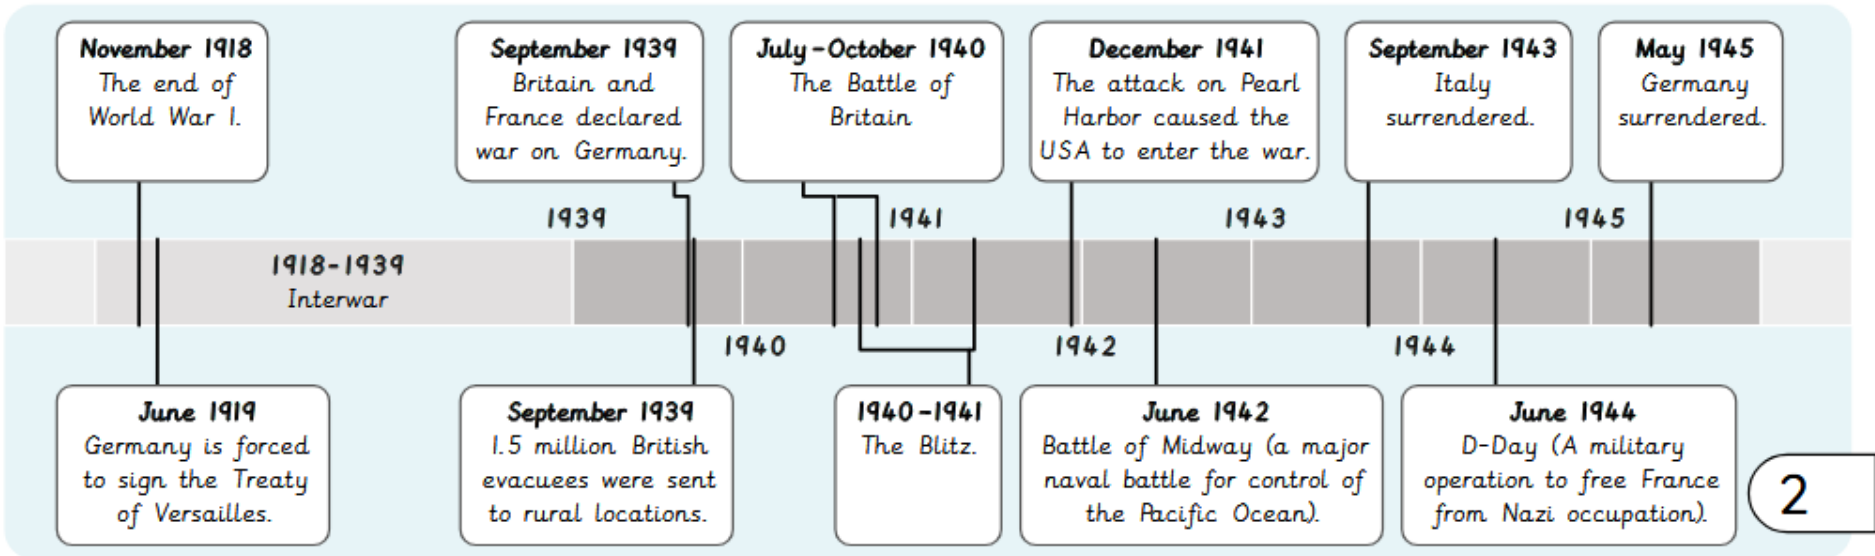 November 1918
The end of
World War I.
September 1939
Britain and
France declared
war on Germany.
July-October 1940
The Battle of
Britain
December 1941
The attack on Pearl
Harbor caused the
USA to enter the war.
September 1943
Italy
surrendered.
May 1945
Germany
surrendered.
1939
1941
1943
1945
1918-1939
Interwar
1940
1942
1944
June 1919
Germany is forced
to sign the Treaty
of Versailles.
September 1939
1.5 million British
evacuees were sent
to rural locations.
1940-1941
The Blitz.
June 1942
Battle of Midway (a major
naval battle for control of
the Pacific Ocean).
June 1944
D-Day (A military
operation to free France
from Nazi occupation).
2